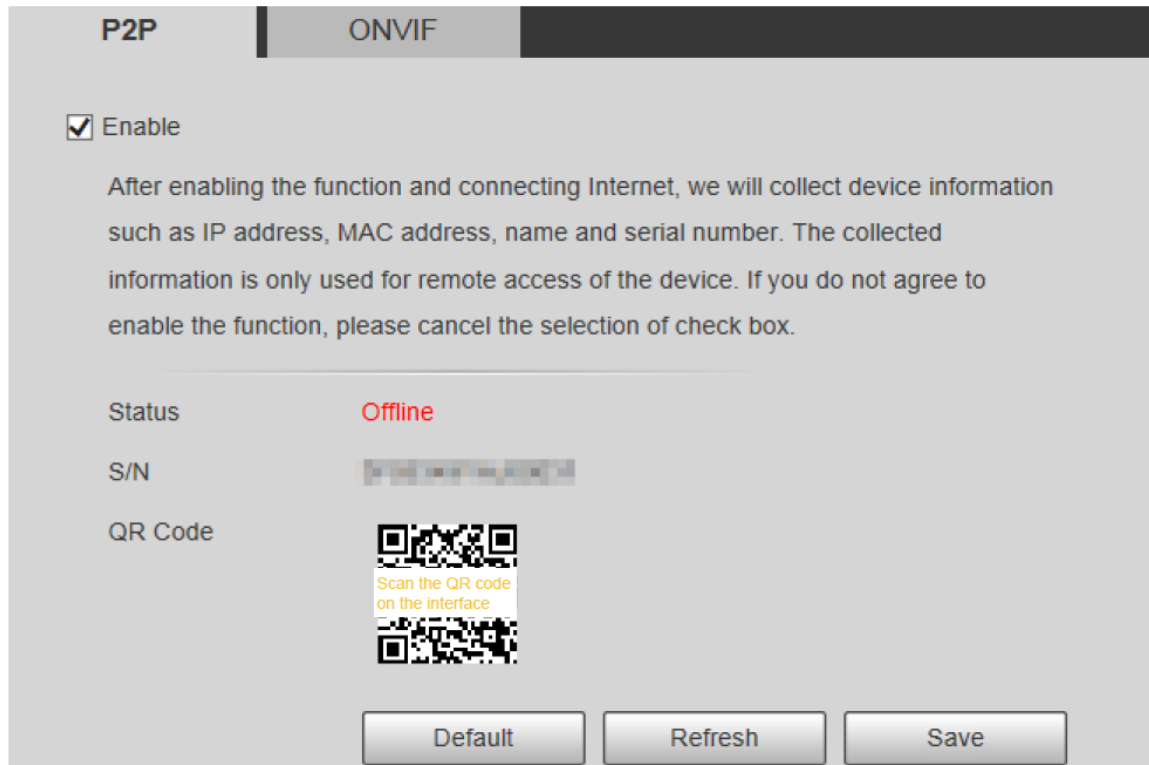 P2P ONVIF
Enable
After enabling the function and connecting Internet, we will collect device information
such as IP address, MAC address, name and serial number. The collected
information is only used for remote access of the device. If you do not agree to
enable the function, please cancel the selection of check box.
Status Offline
S/N
QR Code
Scan the QR code
on the interface
Default Refresh Save